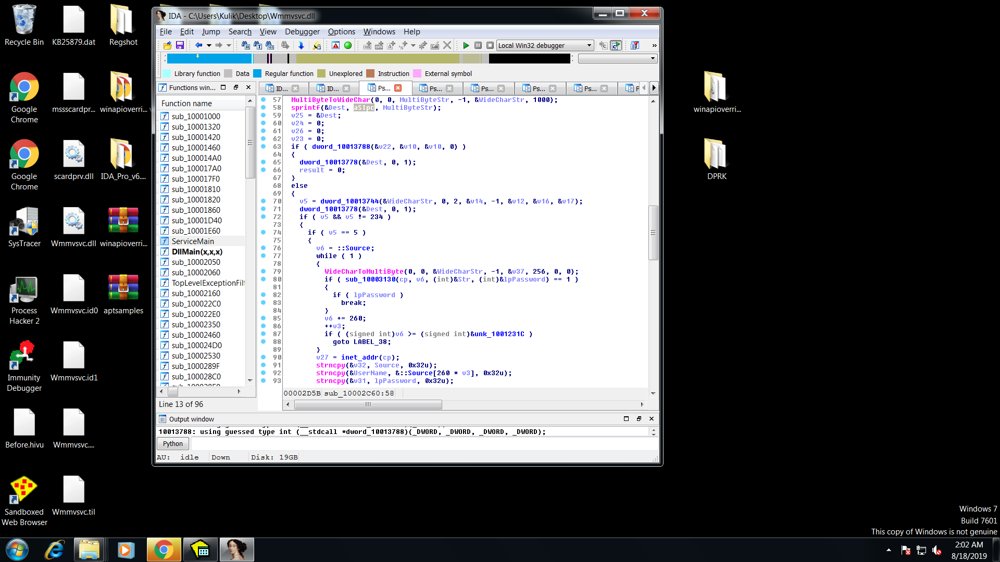 Recycle Bin
KB25879.dat
Regshot
Google Chrome
mssscardpr...
winapioverri...
Google Chrome
scardprv.dll
IDA_Pro_v6....
SysTracer
Wmmvsvc.dll
winapioverri...
Process Hacker 2
Wmmvsvc.id0
aptsamples
Immunity Debugger
Wmmvsvc.id1
Before.hivu
Wmmvsvc....
Sandboxed Web Browser
Wmmvsvc.til
IDA - C:\Users\Kulik\Desktop\Wmmvsvc.dll
File Edit Jump Search View Debugger Options Windows Help
Local Win32 debugger
Library function Data Regular function Unexplored Instruction External symbol
Functions win...
ID... ID... Ps... Ps... Ps... Ps... Ps...
Function name
sub_10001000
sub_10001320
sub_10001420
sub_10001460
sub_100014A0
sub_100017A0
sub_100017F0
sub_10001810
sub_10001820
sub_10001860
sub_10001D40
sub_10001E60
ServiceMain
DllMain(x,x,x)
sub_10002050
sub_10002060
TopLevelExceptionFilt
sub_10002160
sub_100022C0
sub_100022E0
sub_10002350
sub_10002460
sub_100024D0
sub_10002530
sub_1000289F
sub_100028C0
Line 13 of 96
57 MultiByteToWideChar(0, 0, MultiByteStr, -1, &WideCharStr, 1000);
58 sprintf(&Dest, aSIpc, MultiByteStr);
59 v25 = &Dest;
60 v24 = 0;
61 v26 = 0;
62 v23 = 0;
63 if ( dword_10013788(&v22, &v10, &v10, 0) )
64 {
65 dword_10013778(&Dest, 0, 1);
66 result = 0;
67 }
68 else
69 {
70 v5 = dword_10013744(&WideCharStr, 0, 2, &v14, -1, &v12, &v16, &v17);
71 dword_10013778(&Dest, 0, 1);
72 if ( v5 && v5 != 234 )
73 {
74 if ( v5 == 5 )
75 {
76 v6 = ::Source;
77 while ( 1 )
78 {
79 WideCharToMultiByte(0, 0, &WideCharStr, -1, &v37, 256, 0, 0);
80 if ( sub_10003130(cp, v6, (int)&Str, (int)&lpPassword) == 1 )
81 {
82 if ( lpPassword )
83 break;
84 }
85 v6 += 260;
86 ++v3;
87 if ( (signed int)v6 >= (signed int)&unk_1001231C )
88 goto LABEL_38;
89 }
90 v27 = inet_addr(cp);
91 strncpy(&v32, Source, 0x32u);
92 strncpy(&UserName, &::Source[260 * v3], 0x32u);
93 strncpy(&v31, lpPassword, 0x32u);
00002D5B sub_10002C60:58
Output window
10013788: using guessed type int (__stdcall *dword_10013788)(_DWORD, _DWORD, _DWORD, _DWORD);
Python
AU: idle Down Disk: 19GB
winapioverri...
DPRK
Windows 7
Build 7601
This copy of Windows is not genuine
2:02 AM
8/18/2019